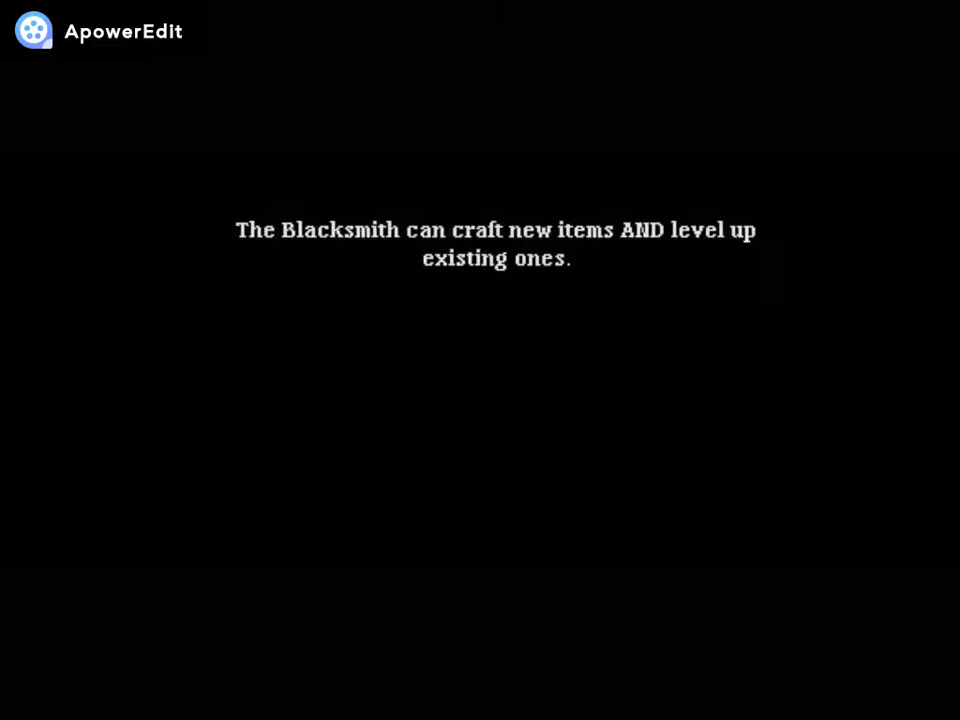 ApowerEdit
The Blacksmith can craft new items AND level up
existing ones.